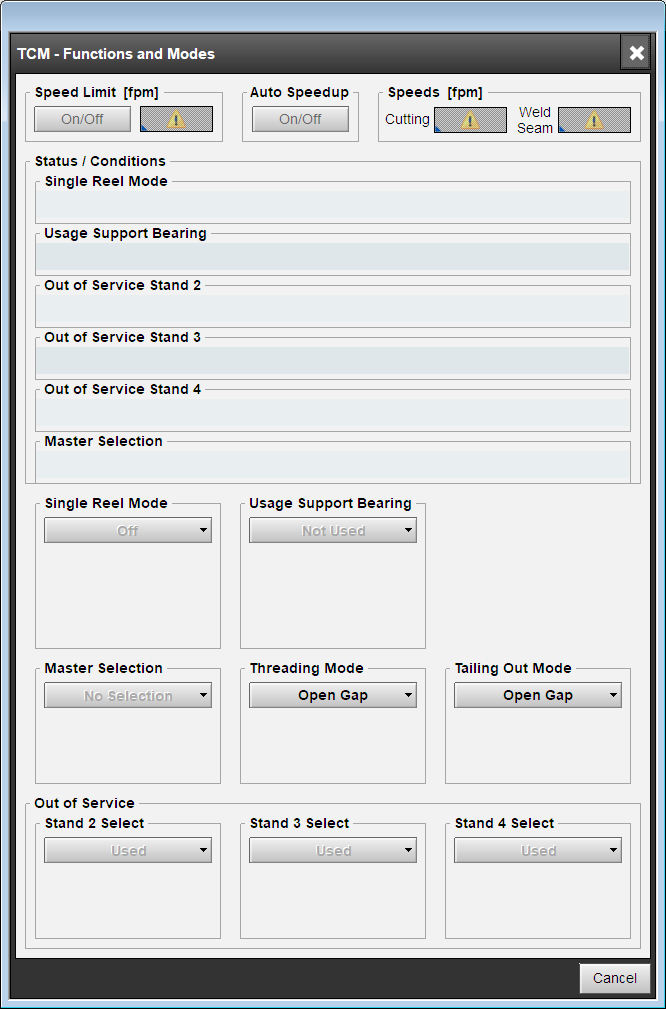 TCM - Functions and Modes
Speed Limit [fpm]
Auto Speedup
Speeds [fpm]
On/Off
On/Off
Cutting
Weld
Seam
Status / Conditions
Single Reel Mode
Usage Support Bearing
Out of Service Stand 2
Out of Service Stand 3
Out of Service Stand 4
Master Selection
Single Reel Mode
Usage Support Bearing
Off
Not Used
Master Selection
Threading Mode
Tailing Out Mode
No Selection
Open Gap
Open Gap
Out of Service
Stand 2 Select
Stand 3 Select
Stand 4 Select
Used
Used
Used
Cancel